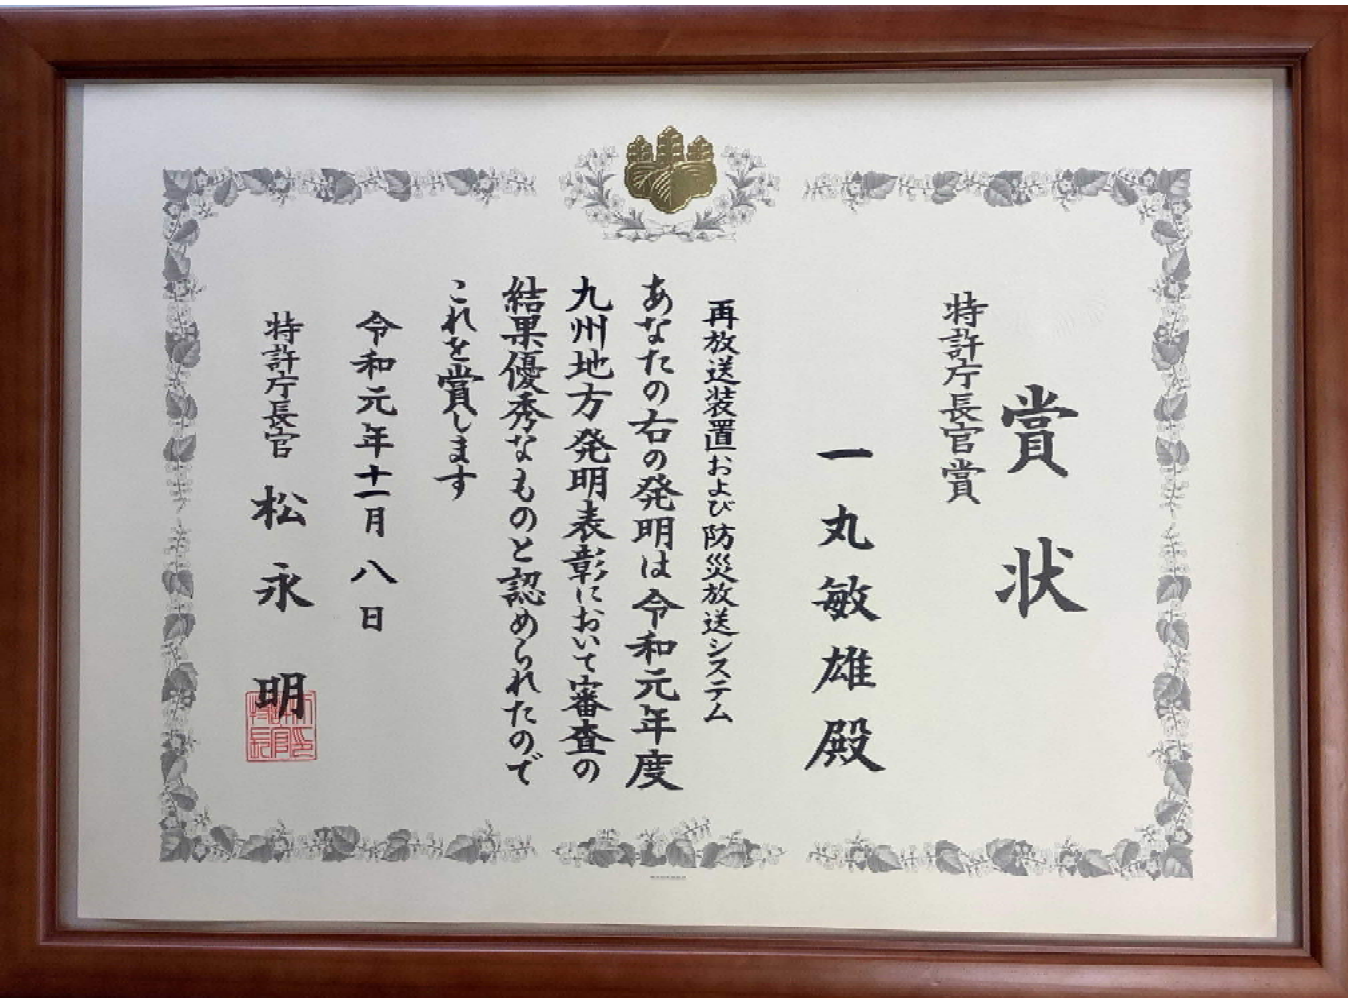 賞状
特許庁長官賞
一丸敏雄殿
再放送装置および防災放送システム
あなたの右の発明は令和元年度
九州地方発明表彰において審査の
結果優秀なものと認められたので
これを賞します
令和元年十一月八日
特許庁長官 松永明